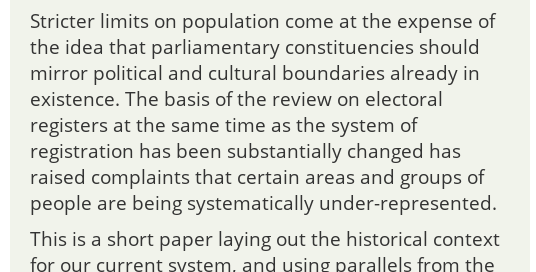 Stricter limits on population come at the expense of
the idea that parliamentary constituencies should
mirror political and cultural boundaries already in
existence. The basis of the review on electoral
registers at the same time as the system of
registration has been substantially changed has
raised complaints that certain areas and groups of
people are being systematically under-represented.
This is a short paper laying out the historical context
for our current system, and using parallels from the